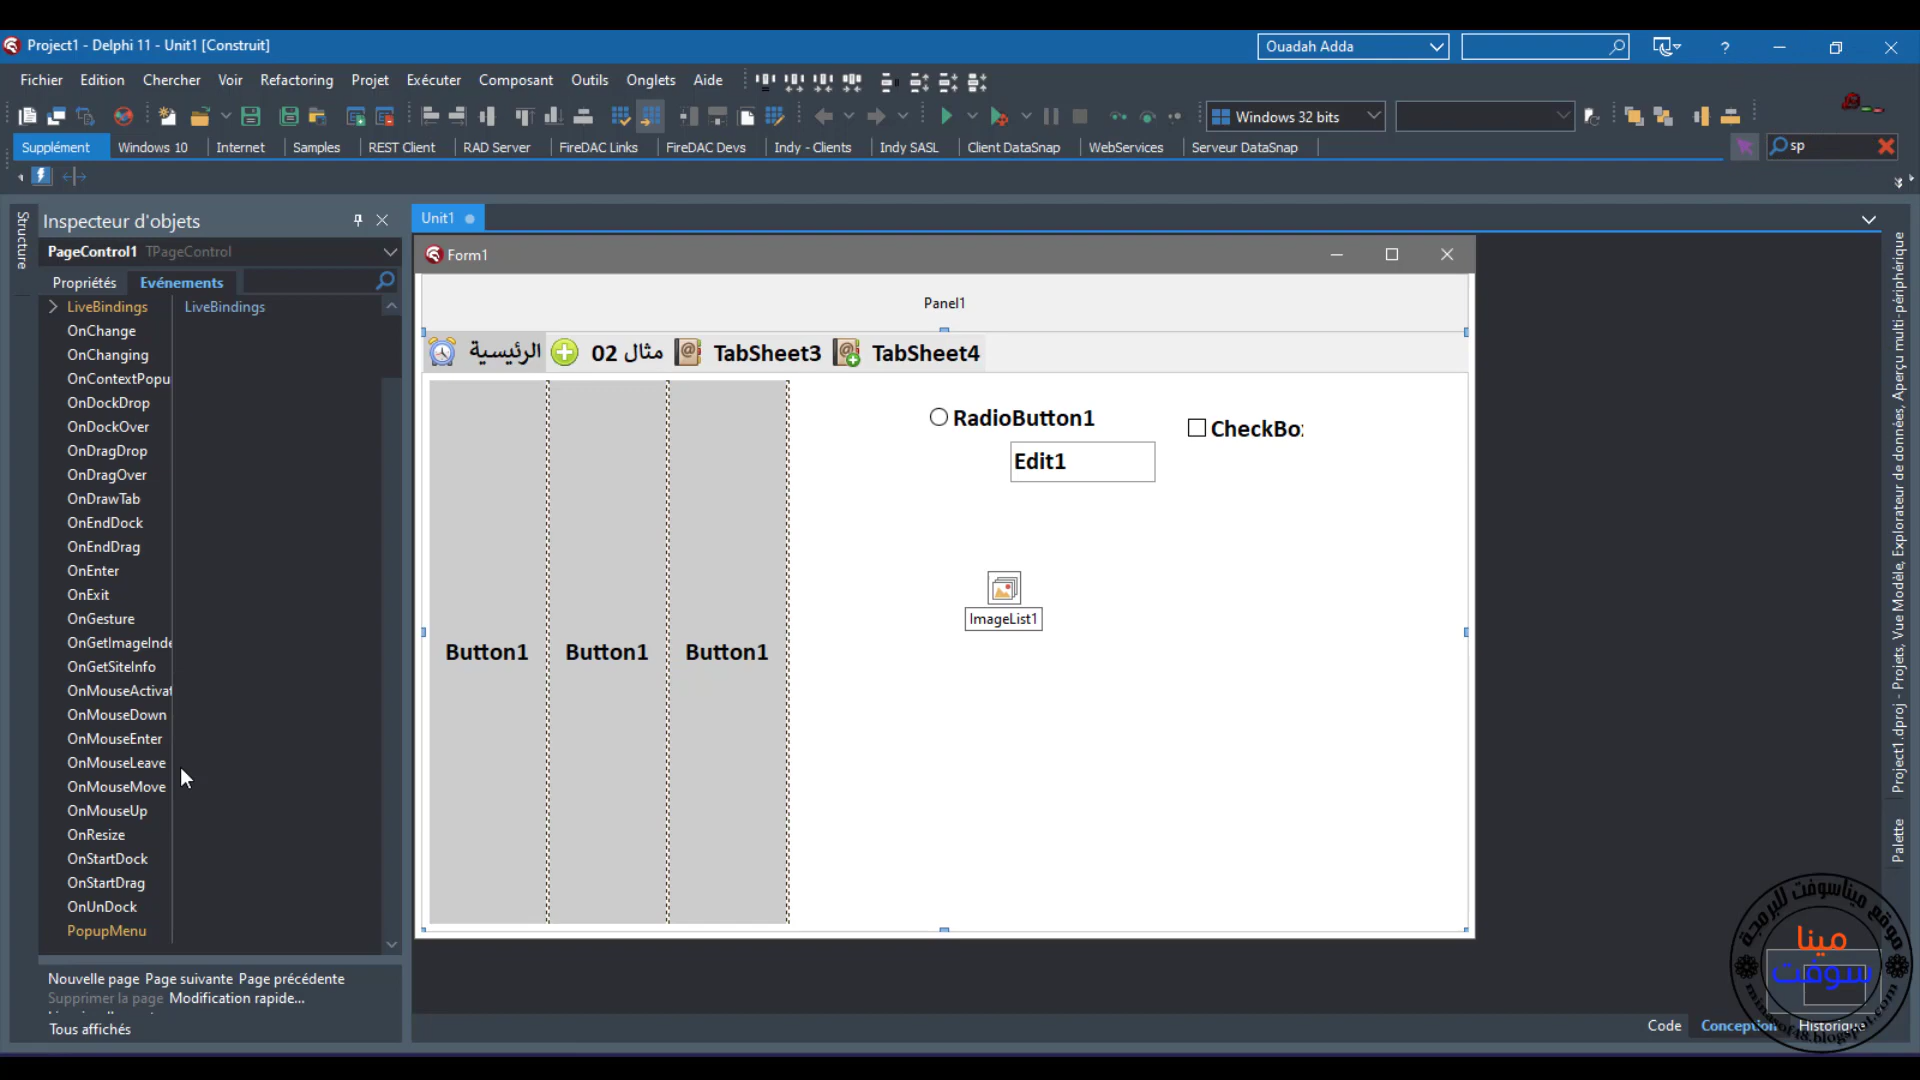 Project1 - Delphi 11 - Unit1 [Construit]
Ouadah Adda
Fichier Edition Chercher Voir Refactoring Projet Exécuter Composant Outils Onglets Aide
Windows 32 bits
Supplément Windows 10 Internet Samples REST Client RAD Server FireDAC Links FireDAC Devs Indy - Clients Indy SASL Client DataSnap WebServices Serveur DataSnap
sp
Structure
Inspecteur d'objets
PageControl1 TPageControl
Propriétés Evénements
LiveBindings LiveBindings
OnChange
OnChanging
OnContextPopu
OnDockDrop
OnDockOver
OnDragDrop
OnDragOver
OnDrawTab
OnEndDock
OnEndDrag
OnEnter
OnExit
OnGesture
OnGetImageInde
OnGetSiteInfo
OnMouseActivat
OnMouseDown
OnMouseEnter
OnMouseLeave
OnMouseMove
OnMouseUp
OnResize
OnStartDock
OnStartDrag
OnUnDock
PopupMenu
Nouvelle page Page suivante Page précédente
Supprimer la page Modification rapide...
Tous affichés
Unit1
Form1
Panel1
الرئيسية
مثال 02
TabSheet3
TabSheet4
Button1 Button1 Button1
RadioButton1
CheckBo
Edit1
ImageList1
Project1.dproj - Projets, Vue Modèle, Explorateur de données, Aperçu multi-périphérique
Palette
Code Conception Historique
موقع ميناسوفت للبرمجة
مينا
سوفت
minasof48.blogspot.com